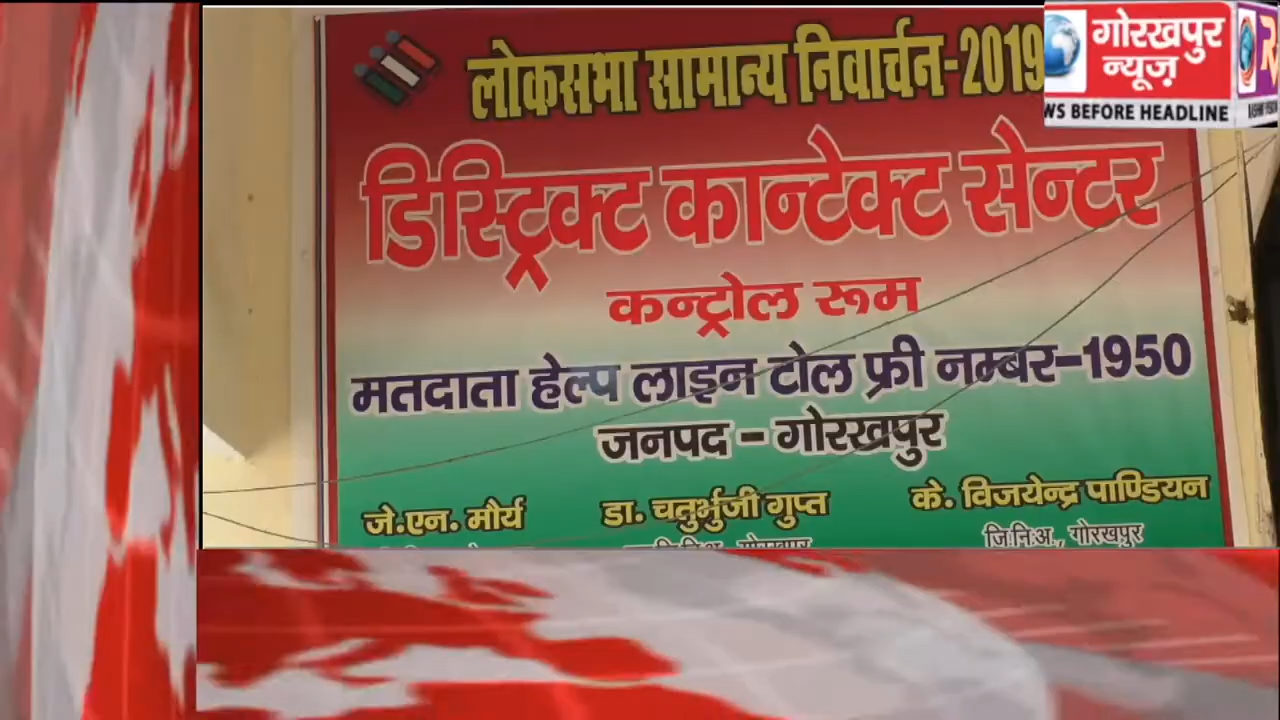 लोकसभा सामान्य निवार्चन-2019
डिस्ट्रिक्ट कान्टेक्ट सेन्टर
कन्ट्रोल रूम
मतदाता हेल्प लाइन टोल फ्री नम्बर-1950
जनपद - गोरखपुर
जे.एन. मौर्य
डा. चतुर्भुजी गुप्त
के. विजयेन्द्र पाण्डियन
गोरखपुर
जि.नि.अ., गोरखपुर
गोरखपुर
न्यूज़
WS BEFORE HEADLINE